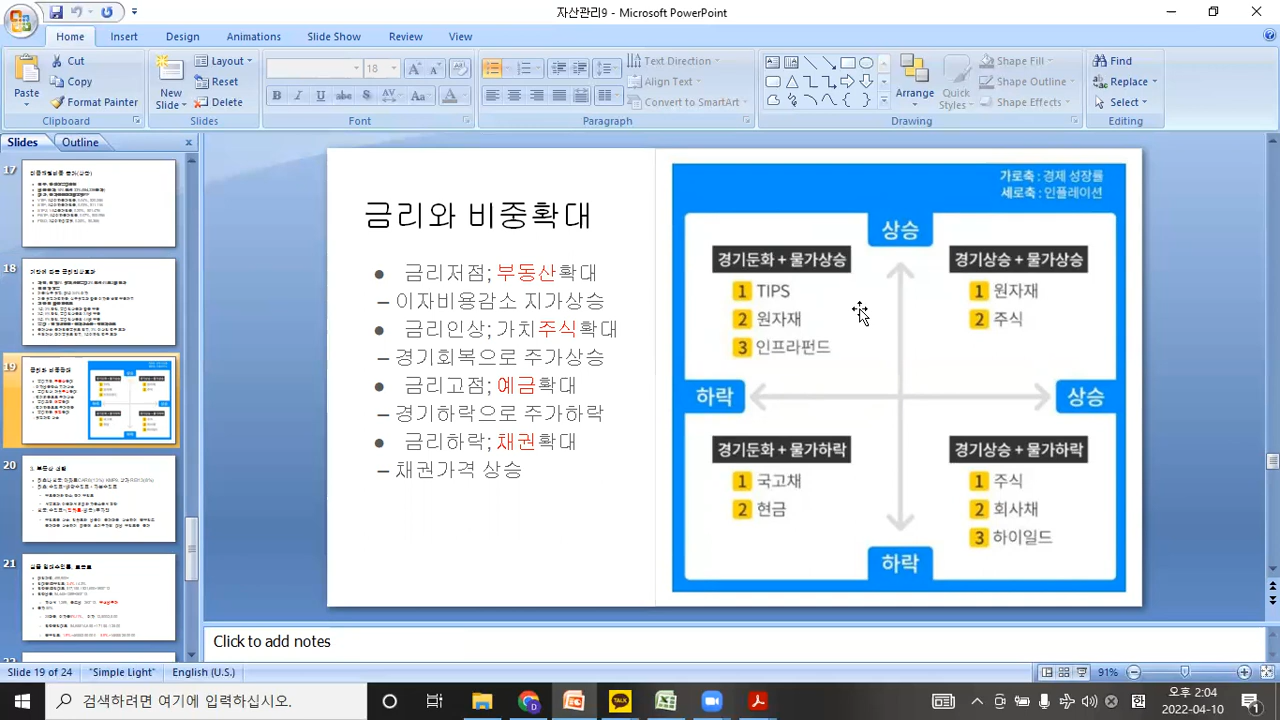 자산관리9 - Microsoft PowerPoint
Home Insert Design Animations Slide Show Review View
Paste
Cut
Copy
Format Painter
Clipboard
New Slide
Layout
Reset
Delete
Slides
18
B I U abc S AV Aa A
Font
Text Direction
Align Text
Convert to SmartArt
Paragraph
Arrange
Quick Styles
Shape Fill
Shape Outline
Shape Effects
Drawing
Find
Replace
Select
Editing
Slides Outline
17
18
19
20
21
금리와 비중확대
● 금리저점; 부동산확대
– 이자비용감소 지가상승
● 금리인상; 가치주식확대
– 경기회복으로 주가상승
● 금리고점; 예금확대
– 경기하락으로 주가하락
● 금리하락; 채권확대
– 채권가격 상승
가로축 : 경제 성장률
세로축 : 인플레이션
상승
경기둔화 + 물가상승
1 TIPS
2 원자재
3 인프라펀드
경기상승 + 물가상승
1 원자재
2 주식
하락
상승
경기둔화 + 물가하락
1 국고채
2 현금
경기상승 + 물가하락
1 주식
2 회사채
3 하이일드
하락
Click to add notes
Slide 19 of 24 "Simple Light" English (U.S.) 91%
검색하려면 여기에 입력하십시오.
TALK
한
오후 2:04
2022-04-10
1